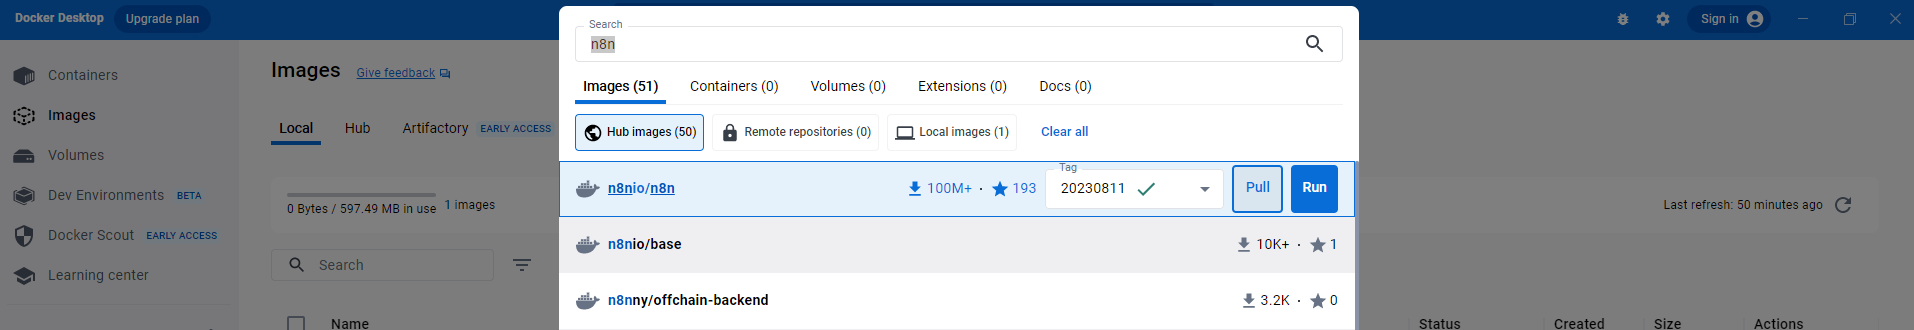 Docker Desktop
Upgrade plan
Sign in
Containers
Images
Volumes
Dev Environments BETA
Docker Scout EARLY ACCESS
Learning center
Images Give feedback
Local Hub Artifactory EARLY ACCESS
0 Bytes / 597.49 MB in use 1 images
Last refresh: 50 minutes ago
Search
Name Status Created Size Actions
Search
n8n
Images (51) Containers (0) Volumes (0) Extensions (0) Docs (0)
Hub images (50) Remote repositories (0) Local images (1) Clear all
n8nio/n8n 100M+ · 193 Tag 20230811 Pull Run
n8nio/base 10K+ · 1
n8nny/offchain-backend 3.2K · 0